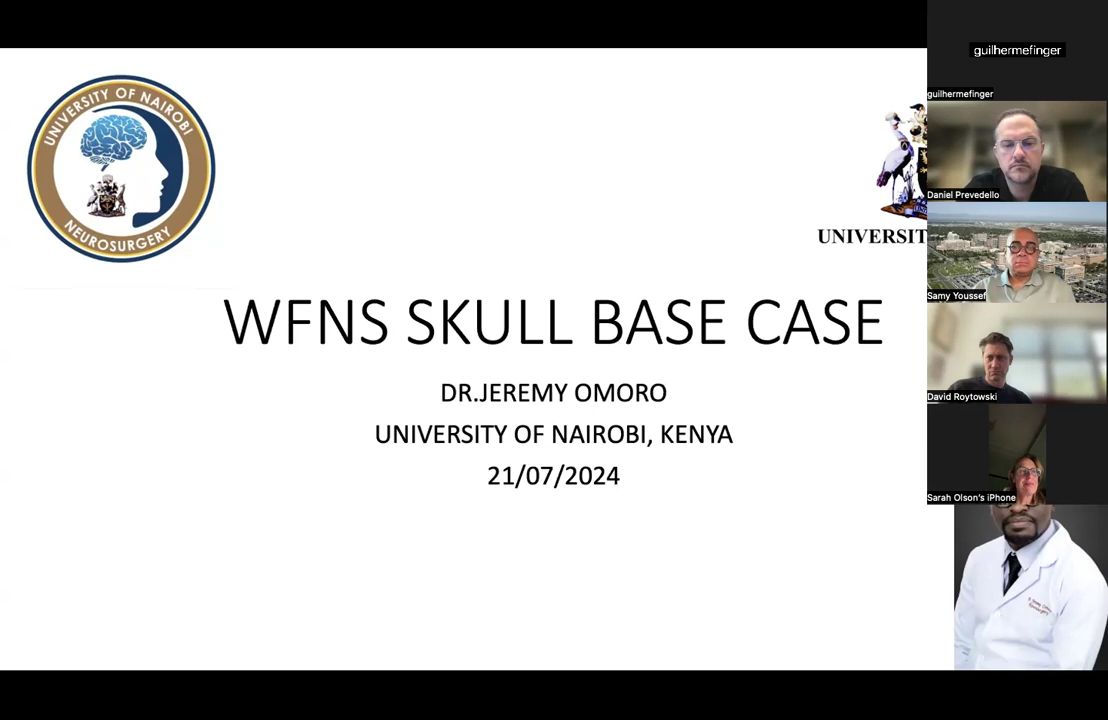 UNIVERSITY OF NAIROBI
NEUROSURGERY
UNIVERSIT
WFNS SKULL BASE CASE
DR.JEREMY OMORO
UNIVERSITY OF NAIROBI, KENYA
21/07/2024
guilhermefinger
guilhermefinger
Daniel Prevedello
Samy Youssef
David Roytowski
Sarah Olson's iPhone